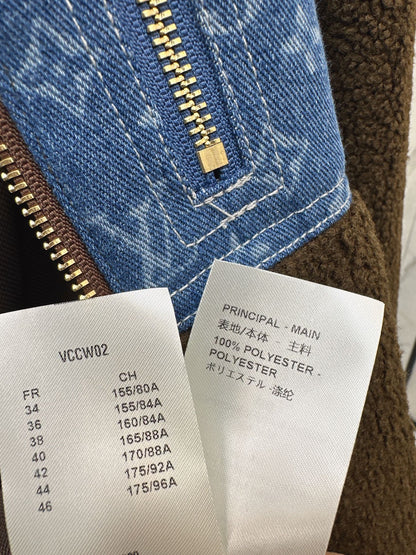 VCCW02
FR CH
34 155/80A
36 155/84A
38 160/84A
40 165/88A
42 170/88A
44 175/92A
46 175/96A
PRINCIPAL - MAIN
表地/本体 - 主料
100% POLYESTER -
POLYESTER
ポリエステル-涤纶